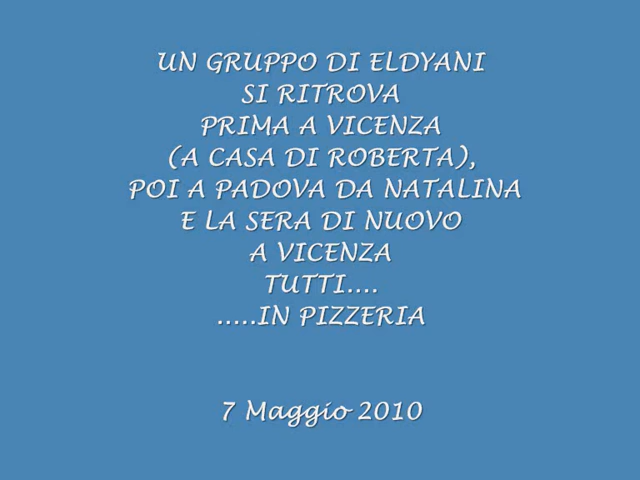 UN GRUPPO DI ELDYANI
SI RITROVA
PRIMA A VICENZA
(A CASA DI ROBERTA),
POI A PADOVA DA NATALINA
E LA SERA DI NUOVO
A VICENZA
TUTTI....
.....IN PIZZERIA
7 Maggio 2010